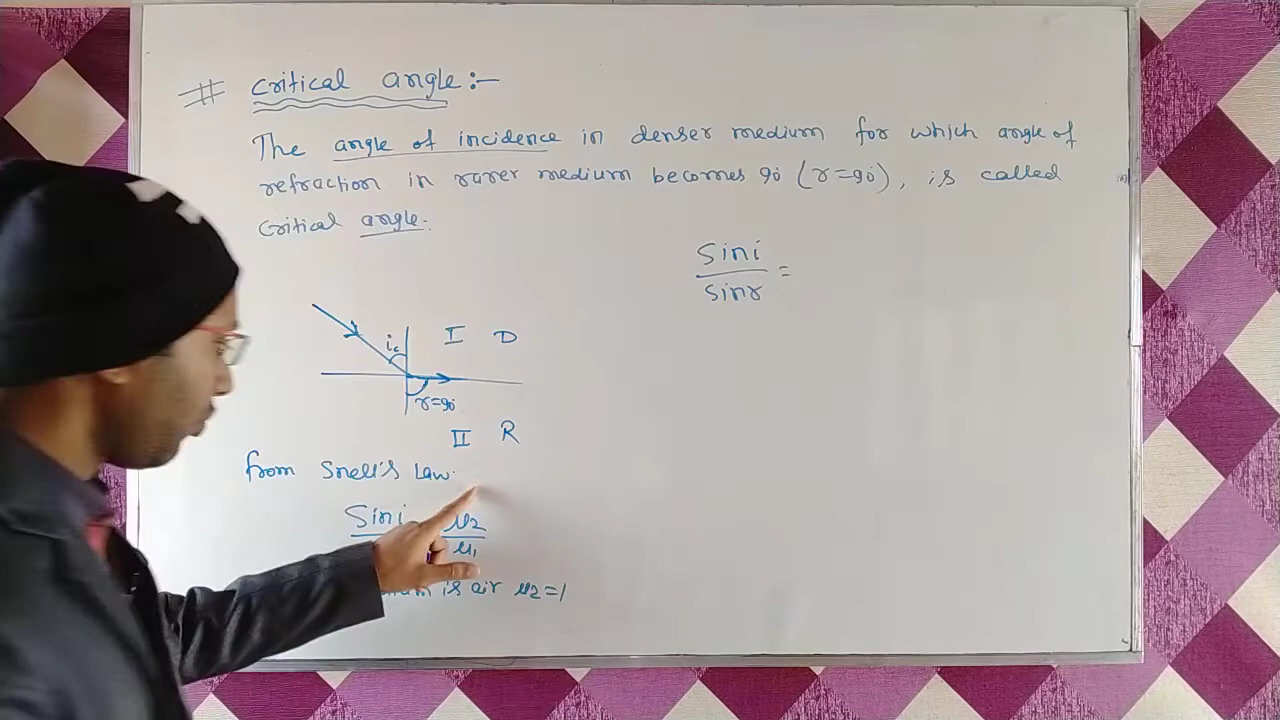 # Critical angle:-
The angle of incidence in denser medium for which angle of
refraction in rarer medium becomes 90° (r=90°), is called
Critical angle.
Sin i
sin r =
ic I D
r=90°
II R
from Snell's Law
Sin i μ2
μ1
is air μ2=1